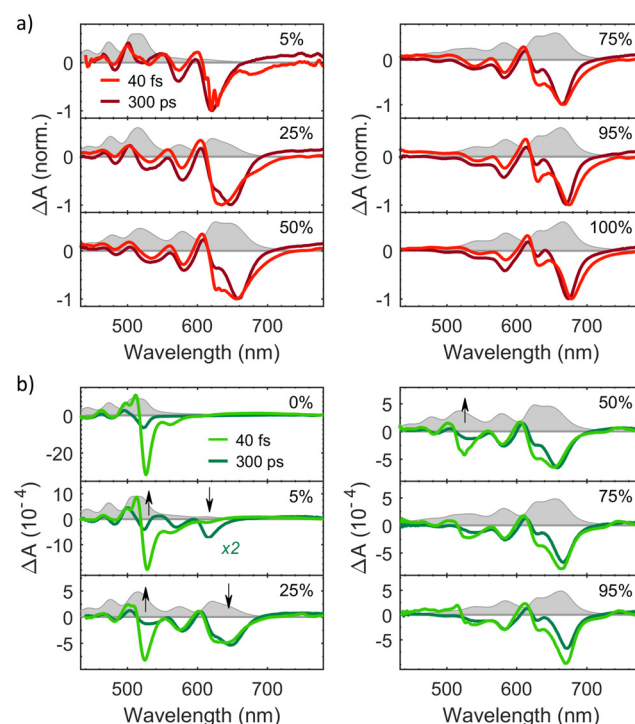 a)
5%
40 fs
300 ps
25%
50%
0
-1
0
-1
0
-1
ΔA (norm.)
500 600 700
Wavelength (nm)
75%
95%
100%
0
-1
0
-1
0
-1
ΔA (norm.)
500 600 700
Wavelength (nm)
b)
0%
40 fs
300 ps
5%
x2
25%
0
-20
10
0
-10
5
0
-5
ΔA (10⁻⁴)
500 600 700
Wavelength (nm)
50%
75%
95%
5
0
-5
5
0
-5
5
0
-5
ΔA (10⁻⁴)
500 600 700
Wavelength (nm)